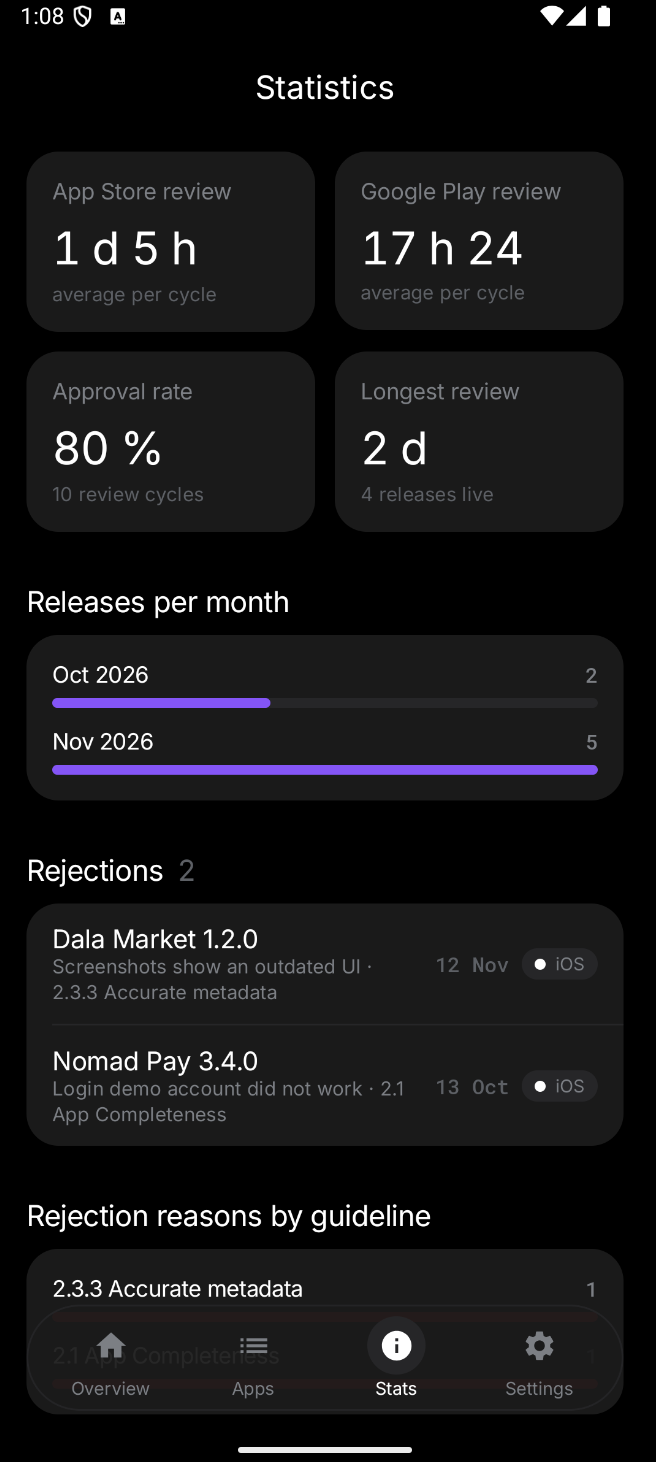 1:08
Statistics
App Store review
1 d 5 h
average per cycle
Google Play review
17 h 24
average per cycle
Approval rate
80 %
10 review cycles
Longest review
2 d
4 releases live
Releases per month
Oct 2026 2
Nov 2026 5
Rejections 2
Dala Market 1.2.0
Screenshots show an outdated UI ·
2.3.3 Accurate metadata
12 Nov iOS
Nomad Pay 3.4.0
Login demo account did not work · 2.1
App Completeness
13 Oct iOS
Rejection reasons by guideline
2.3.3 Accurate metadata 1
2.1 App Completeness 1
Overview Apps Stats Settings